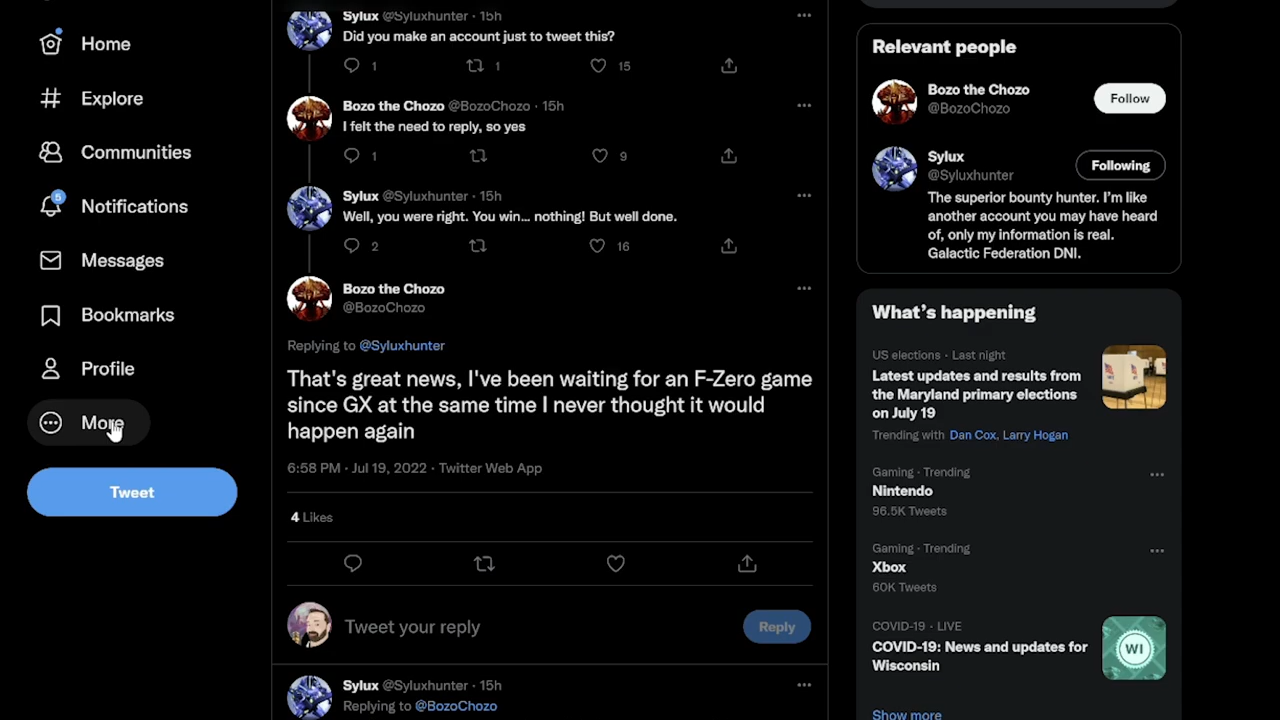 Home
Explore
Communities
5
Notifications
Messages
Bookmarks
Profile
More
Tweet
Sylux @Syluxhunter · 15h
Did you make an account just to tweet this?
1 1 15
Bozo the Chozo @BozoChozo · 15h
I felt the need to reply, so yes
1 9
Sylux @Syluxhunter · 15h
Well, you were right. You win... nothing! But well done.
2 16
Bozo the Chozo
@BozoChozo
Replying to @Syluxhunter
That's great news, I've been waiting for an F-Zero game
since GX at the same time I never thought it would
happen again
6:58 PM · Jul 19, 2022 · Twitter Web App
4 Likes
Tweet your reply
Reply
Sylux @Syluxhunter · 15h
Replying to @BozoChozo
Relevant people
Bozo the Chozo
@BozoChozo
Follow
Sylux
@Syluxhunter
Following
The superior bounty hunter. I'm like
another account you may have heard
of, only my information is real.
Galactic Federation DNI.
What's happening
US elections · Last night
Latest updates and results from
the Maryland primary elections
on July 19
Trending with Dan Cox, Larry Hogan
Gaming · Trending
Nintendo
96.5K Tweets
Gaming · Trending
Xbox
60K Tweets
COVID-19 · LIVE
COVID-19: News and updates for
Wisconsin
WI
Show more